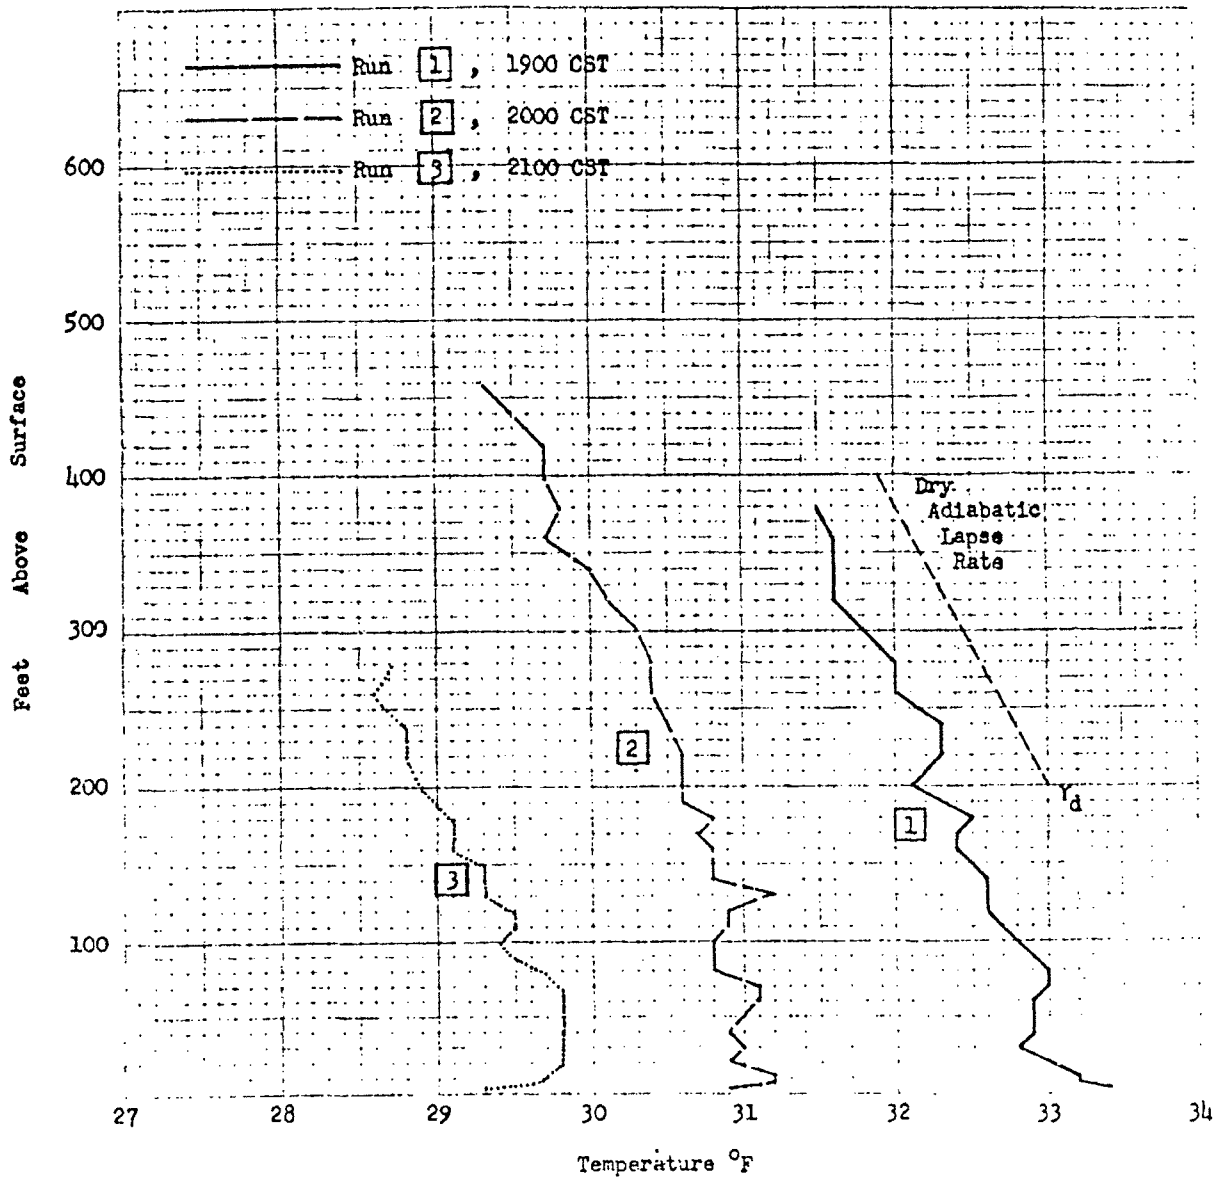 Run 1 , 1900 CST
Run 2 , 2000 CST
Run 3 , 2100 CST
600
500
400
300
200
100
Feet Above Surface
Dry
Adiabatic
Lapse
Rate
γd
1
2
3
27 28 29 30 31 32 33 34
Temperature °F